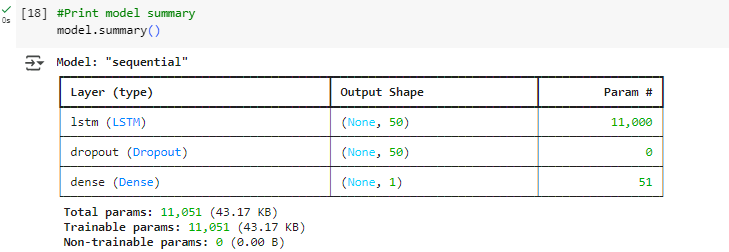 [18] #Print model summary
0s model.summary()
Model: "sequential"
Layer (type) Output Shape Param #
lstm (LSTM) (None, 50) 11,000
dropout (Dropout) (None, 50) 0
dense (Dense) (None, 1) 51
Total params: 11,051 (43.17 KB)
Trainable params: 11,051 (43.17 KB)
Non-trainable params: 0 (0.00 B)